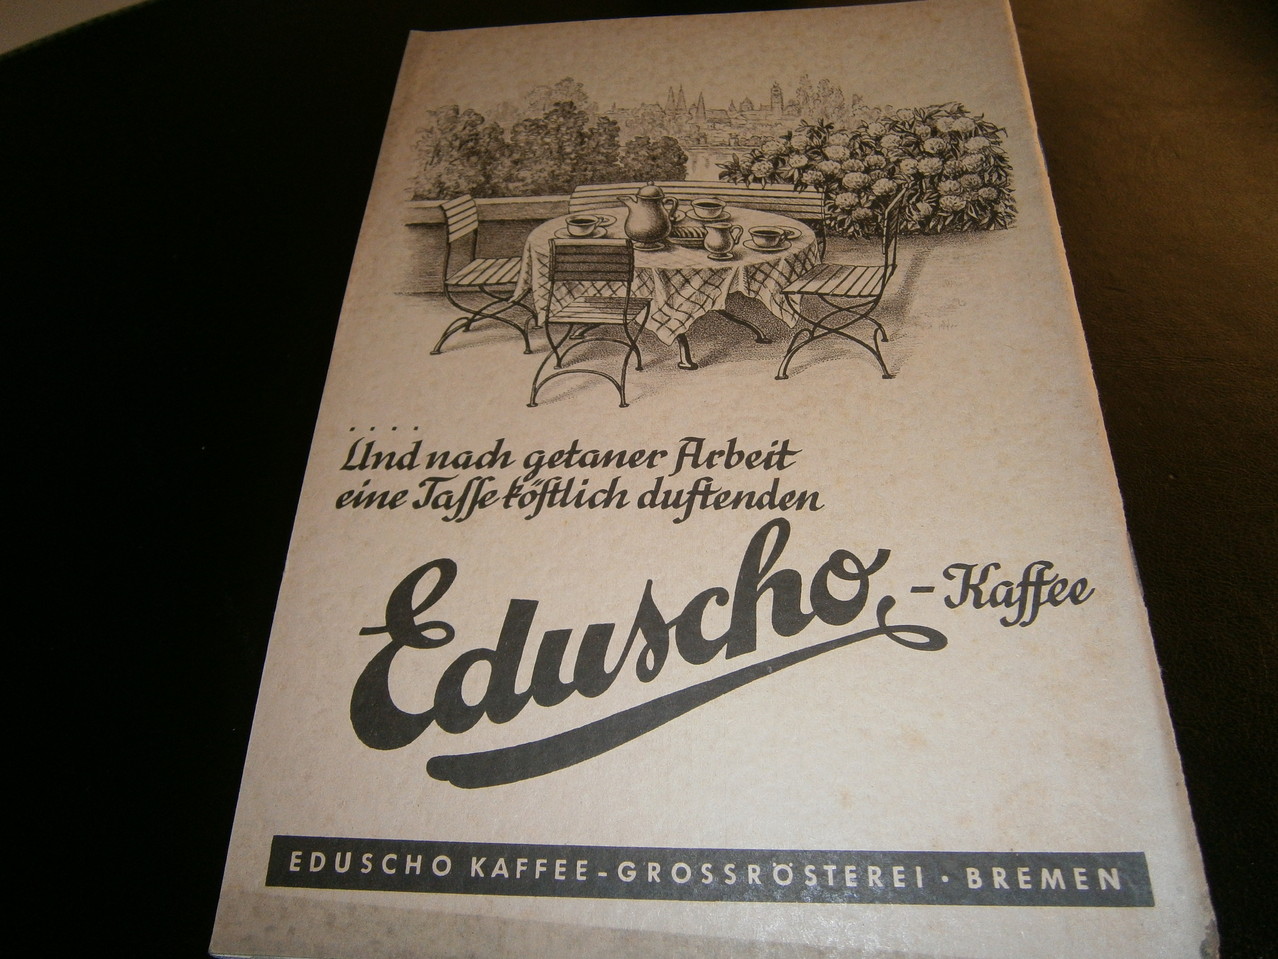 ....
Und nach getaner Arbeit
eine Taſſe köſtlich duftenden
Eduscho-Kaffee
EDUSCHO KAFFEE-GROSSRÖSTEREI · BREMEN